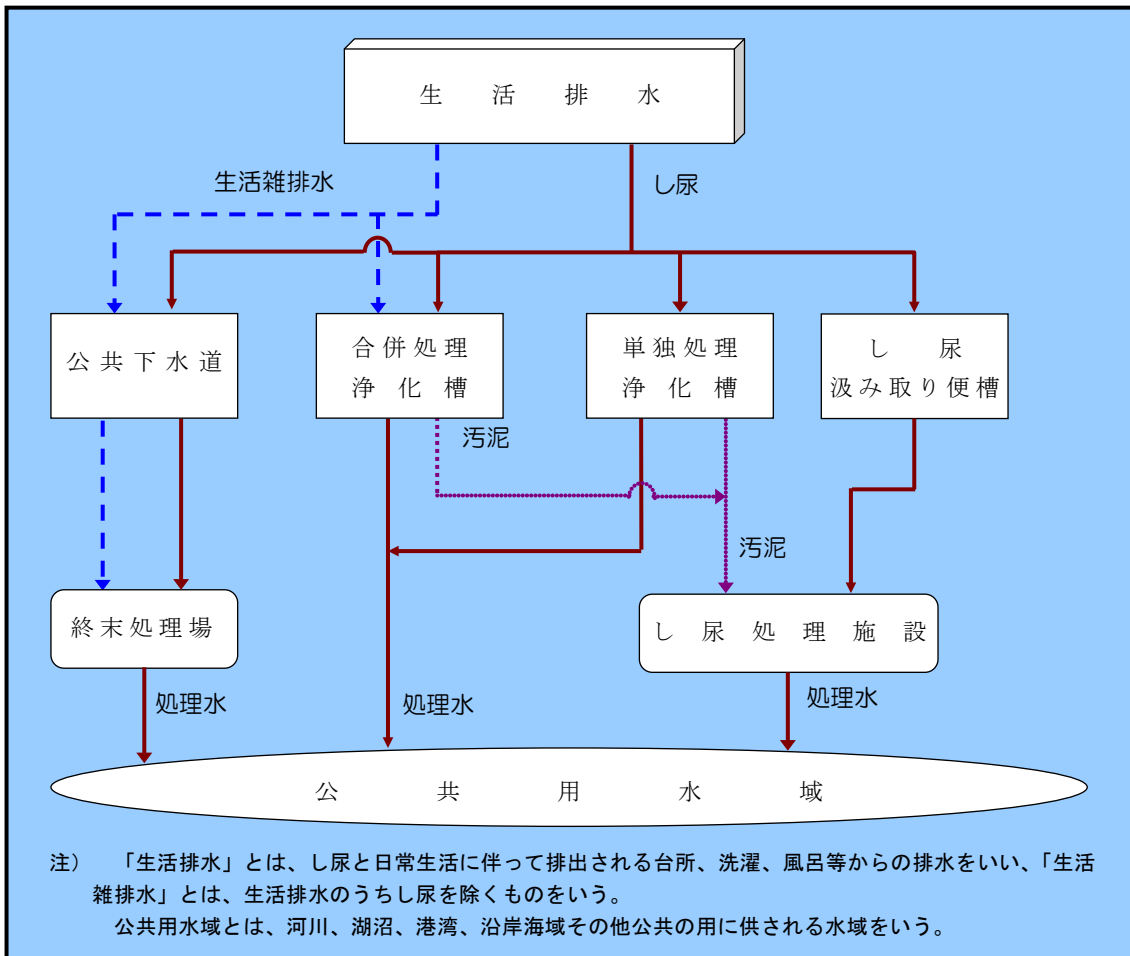 生活排水
生活雑排水
し尿
公共下水道
合併処理
浄化槽
単独処理
浄化槽
し尿
汲み取り便槽
汚泥
汚泥
終末処理場
し尿処理施設
処理水
処理水
処理水
公共用水域
注） 「生活排水」とは、し尿と日常生活に伴って排出される台所、洗濯、風呂等からの排水をいい、「生活
雑排水」とは、生活排水のうちし尿を除くものをいう。
公共用水域とは、河川、湖沼、港湾、沿岸海域その他公共の用に供される水域をいう。